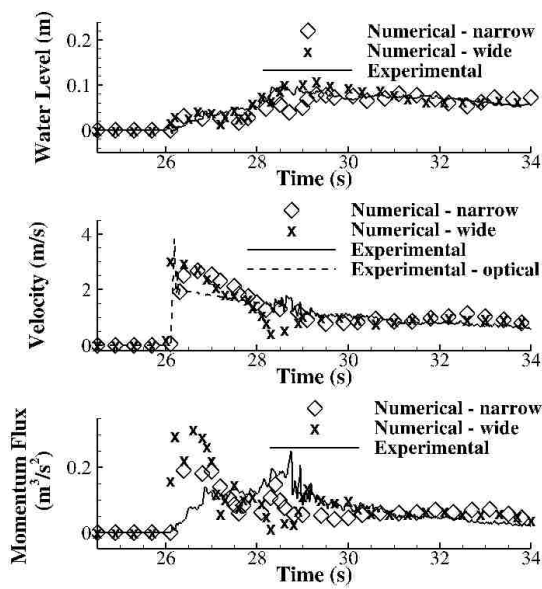 Water Level (m)
0.2
0.1
0
26
28
30
32
34
Time (s)
Numerical - narrow
Numerical - wide
Experimental
Velocity (m/s)
4
2
0
26
28
30
32
34
Time (s)
Numerical - narrow
Numerical - wide
Experimental
Experimental - optical
Momentum Flux
(m³/s²)
0.2
0
26
28
30
32
34
Time (s)
Numerical - narrow
Numerical - wide
Experimental